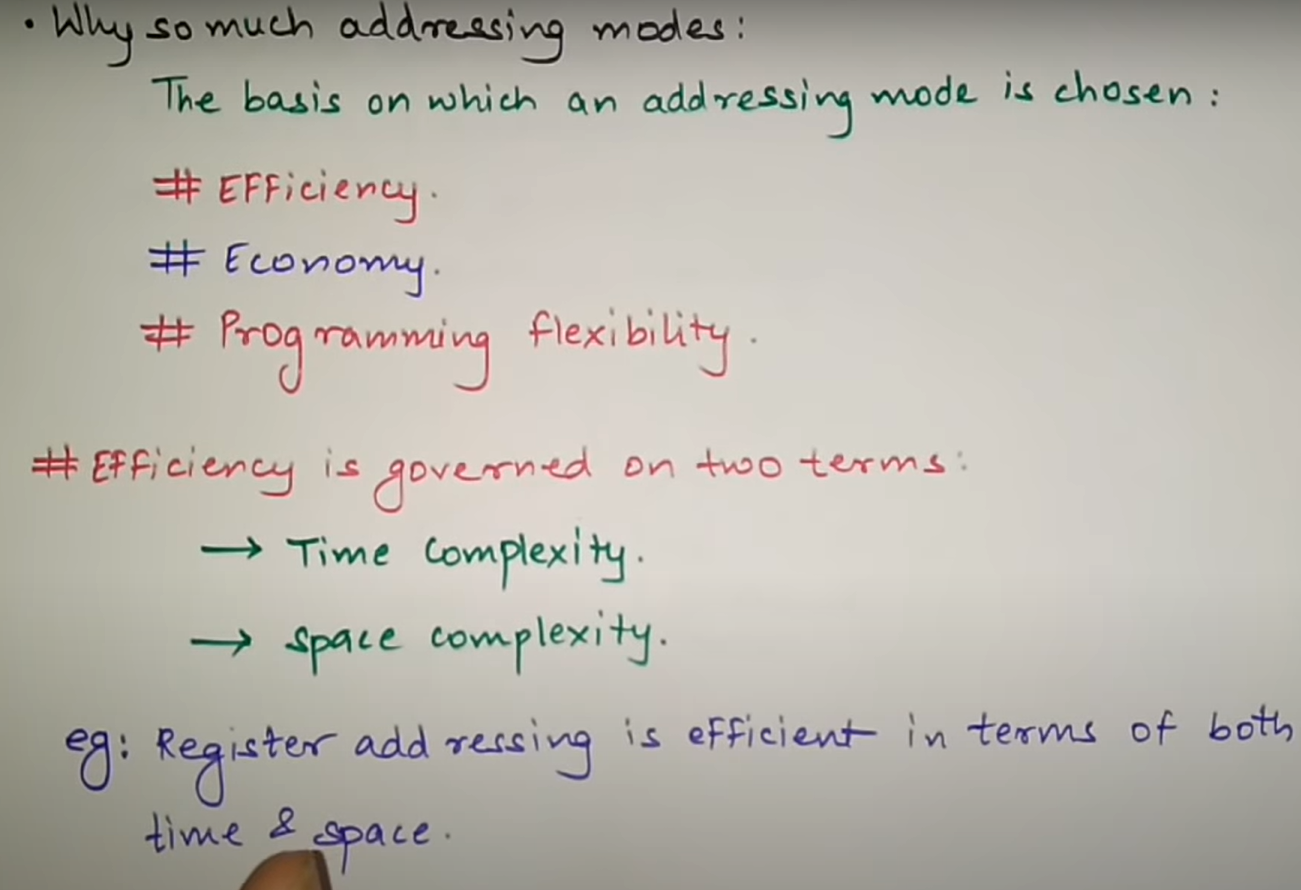 • Why so much addressing modes:
The basis on which an addressing mode is chosen:
# Efficiency.
# Economy.
# Programming flexibility.
# Efficiency is governed on two terms:
→ Time complexity.
→ space complexity.
eg: Register addressing is efficient in terms of both
time & space.